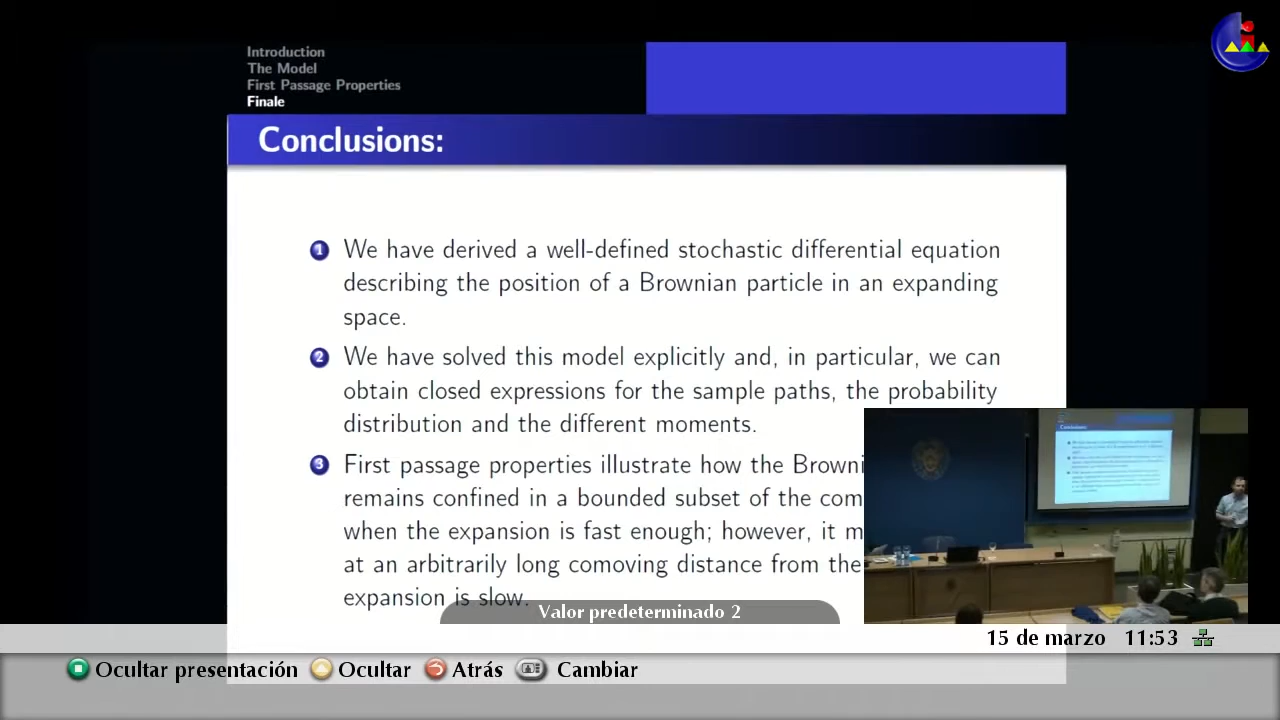 Introduction
The Model
First Passage Properties
Finale
Conclusions:
1 We have derived a well-defined stochastic differential equation
describing the position of a Brownian particle in an expanding
space.
2 We have solved this model explicitly and, in particular, we can
obtain closed expressions for the sample paths, the probability
distribution and the different moments.
3 First passage properties illustrate how the Browni
remains confined in a bounded subset of the com
when the expansion is fast enough; however, it m
at an arbitrarily long comoving distance from the
expansion is slow.
Conclusions:
Valor predeterminado 2
15 de marzo 11:53
Ocultar presentación Ocultar Atrás Cambiar